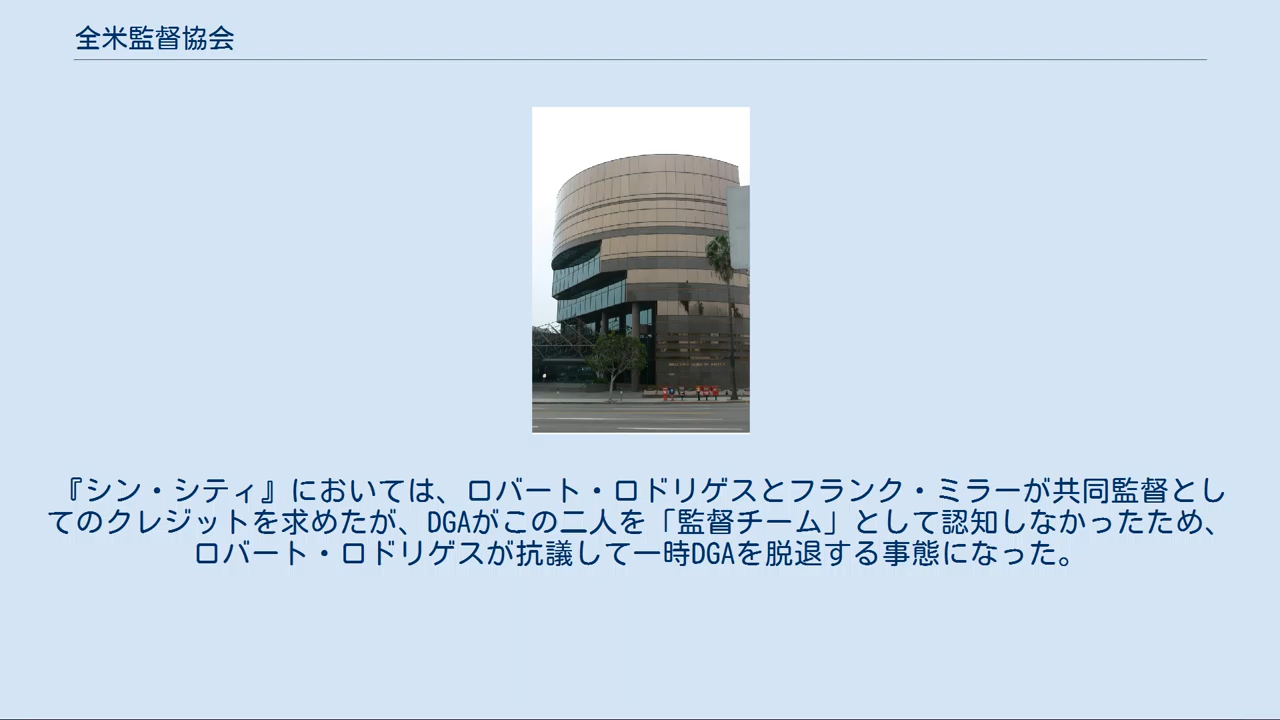 全米監督協会
『シン・シティ』においては、ロバート・ロドリゲスとフランク・ミラーが共同監督とし
てのクレジットを求めたが、DGAがこの二人を「監督チーム」として認知しなかったため、
ロバート・ロドリゲスが抗議して一時DGAを脱退する事態になった。